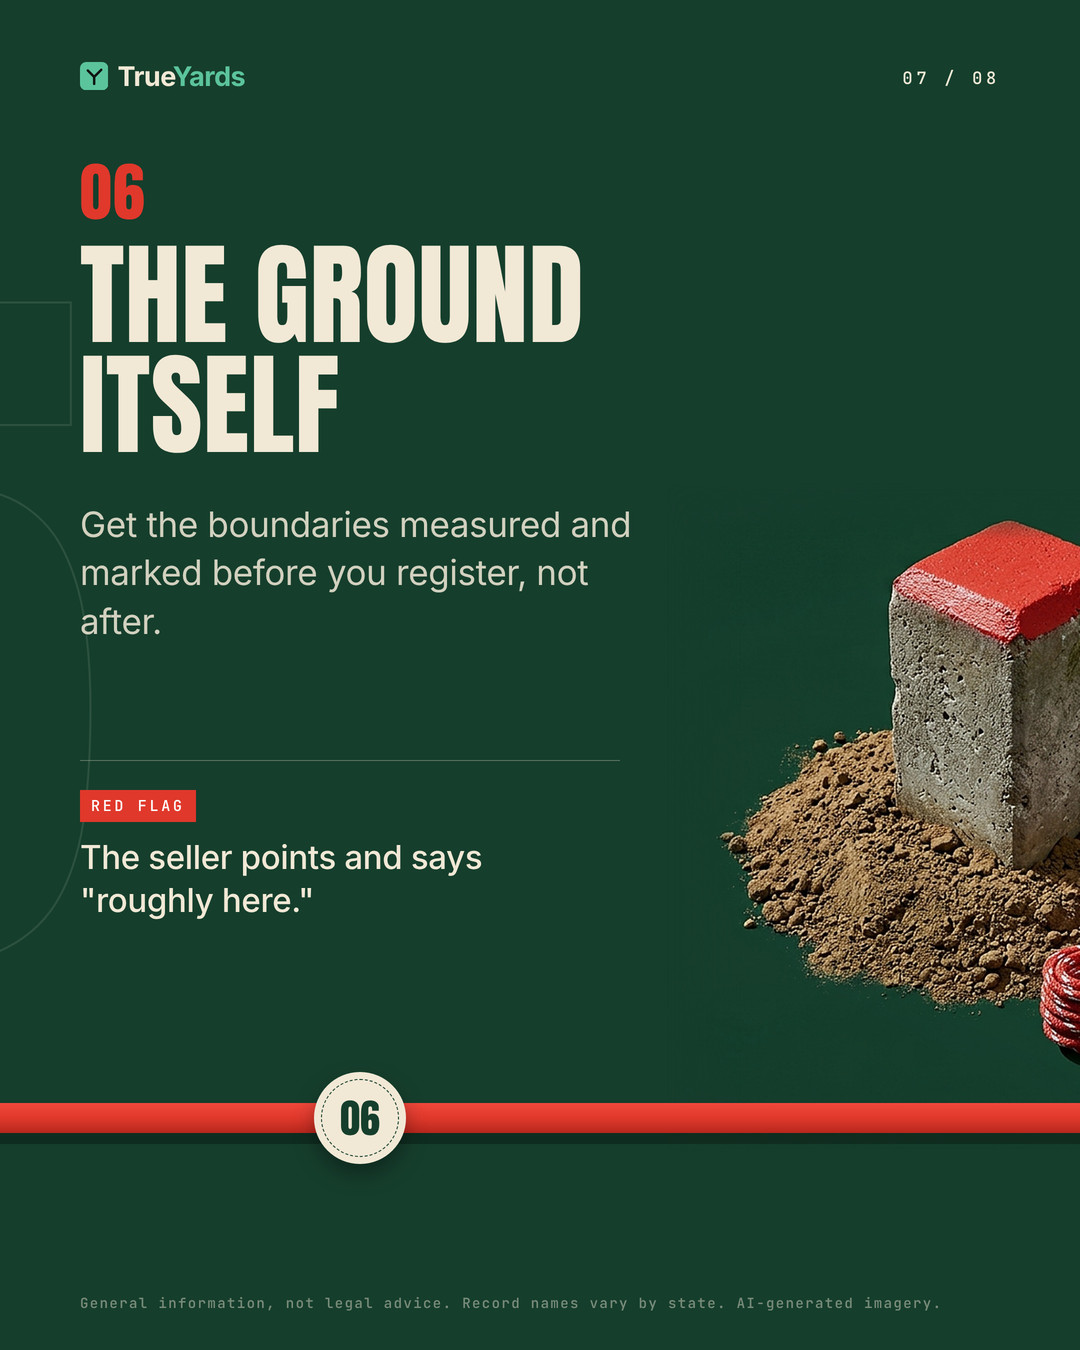 TrueYards
07 / 08
06
THE GROUND
ITSELF
Get the boundaries measured and
marked before you register, not
after.
RED FLAG
The seller points and says
"roughly here."
06
General information, not legal advice. Record names vary by state. AI-generated imagery.